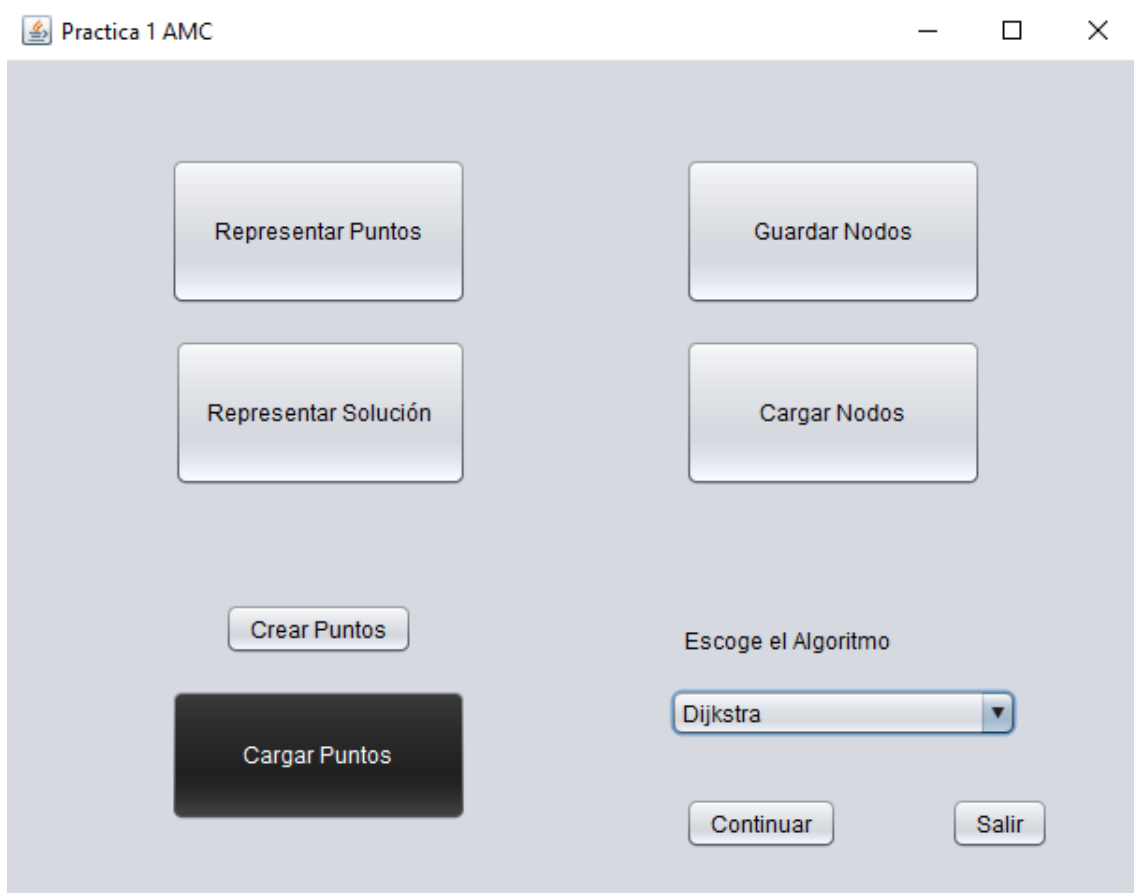 Practica 1 AMC
Representar Puntos
Guardar Nodos
Representar Solución
Cargar Nodos
Crear Puntos
Escoge el Algoritmo
Dijkstra
Cargar Puntos
Continuar
Salir